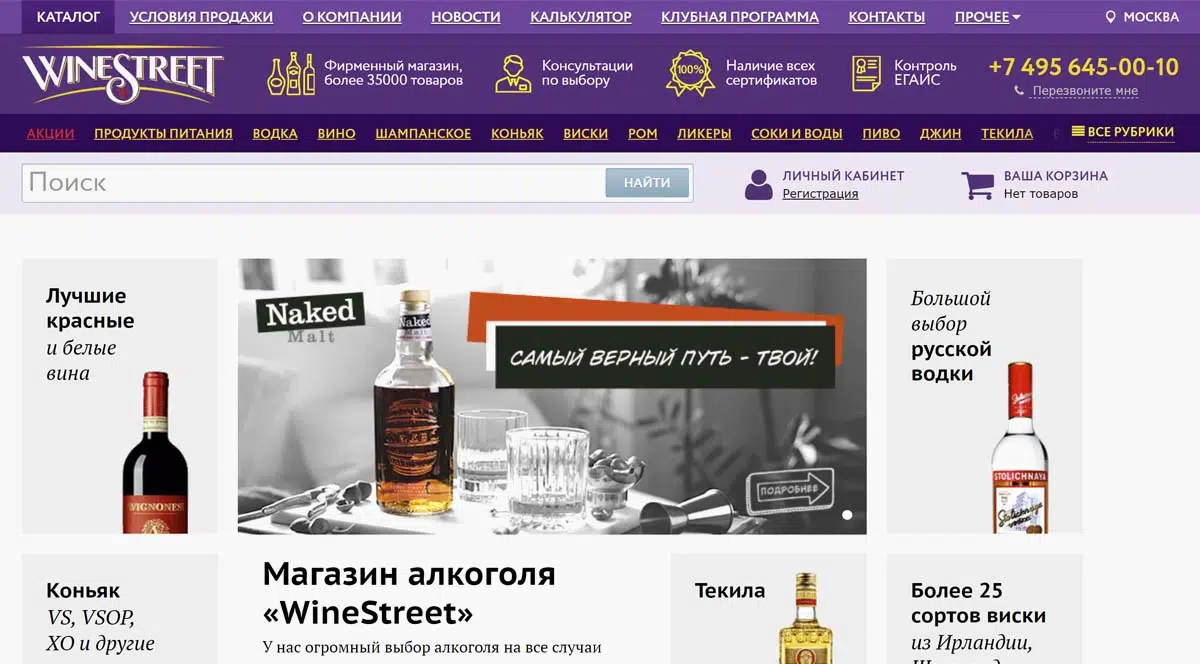 КАТАЛОГ УСЛОВИЯ ПРОДАЖИ О КОМПАНИИ НОВОСТИ КАЛЬКУЛЯТОР КЛУБНАЯ ПРОГРАММА КОНТАКТЫ ПРОЧЕЕ МОСКВА
WINESTREET
Фирменный магазин,
более 35000 товаров
Консультации
по выбору
100%
Наличие всех
сертификатов
Контроль
ЕГАИС
+7 495 645-00-10
Перезвоните мне
АКЦИИ ПРОДУКТЫ ПИТАНИЯ ВОДКА ВИНО ШАМПАНСКОЕ КОНЬЯК ВИСКИ РОМ ЛИКЕРЫ СОКИ И ВОДЫ ПИВО ДЖИН ТЕКИЛА ВСЕ РУБРИКИ
Поиск
НАЙТИ
ЛИЧНЫЙ КАБИНЕТ
Регистрация
ВАША КОРЗИНА
Нет товаров
Лучшие
красные
и белые
вина
Naked
Malt
Naked
NAKED
САМЫЙ ВЕРНЫЙ ПУТЬ - ТВОЙ!
ПОДРОБНЕЕ
Большой
выбор
русской
водки
STOLICHNAYA
Stolichnaya
Коньяк
VS, VSOP,
XO и другие
Магазин алкоголя
«WineStreet»
У нас огромный выбор алкоголя на все случаи
Текила
Более 25
сортов виски
из Ирландии,